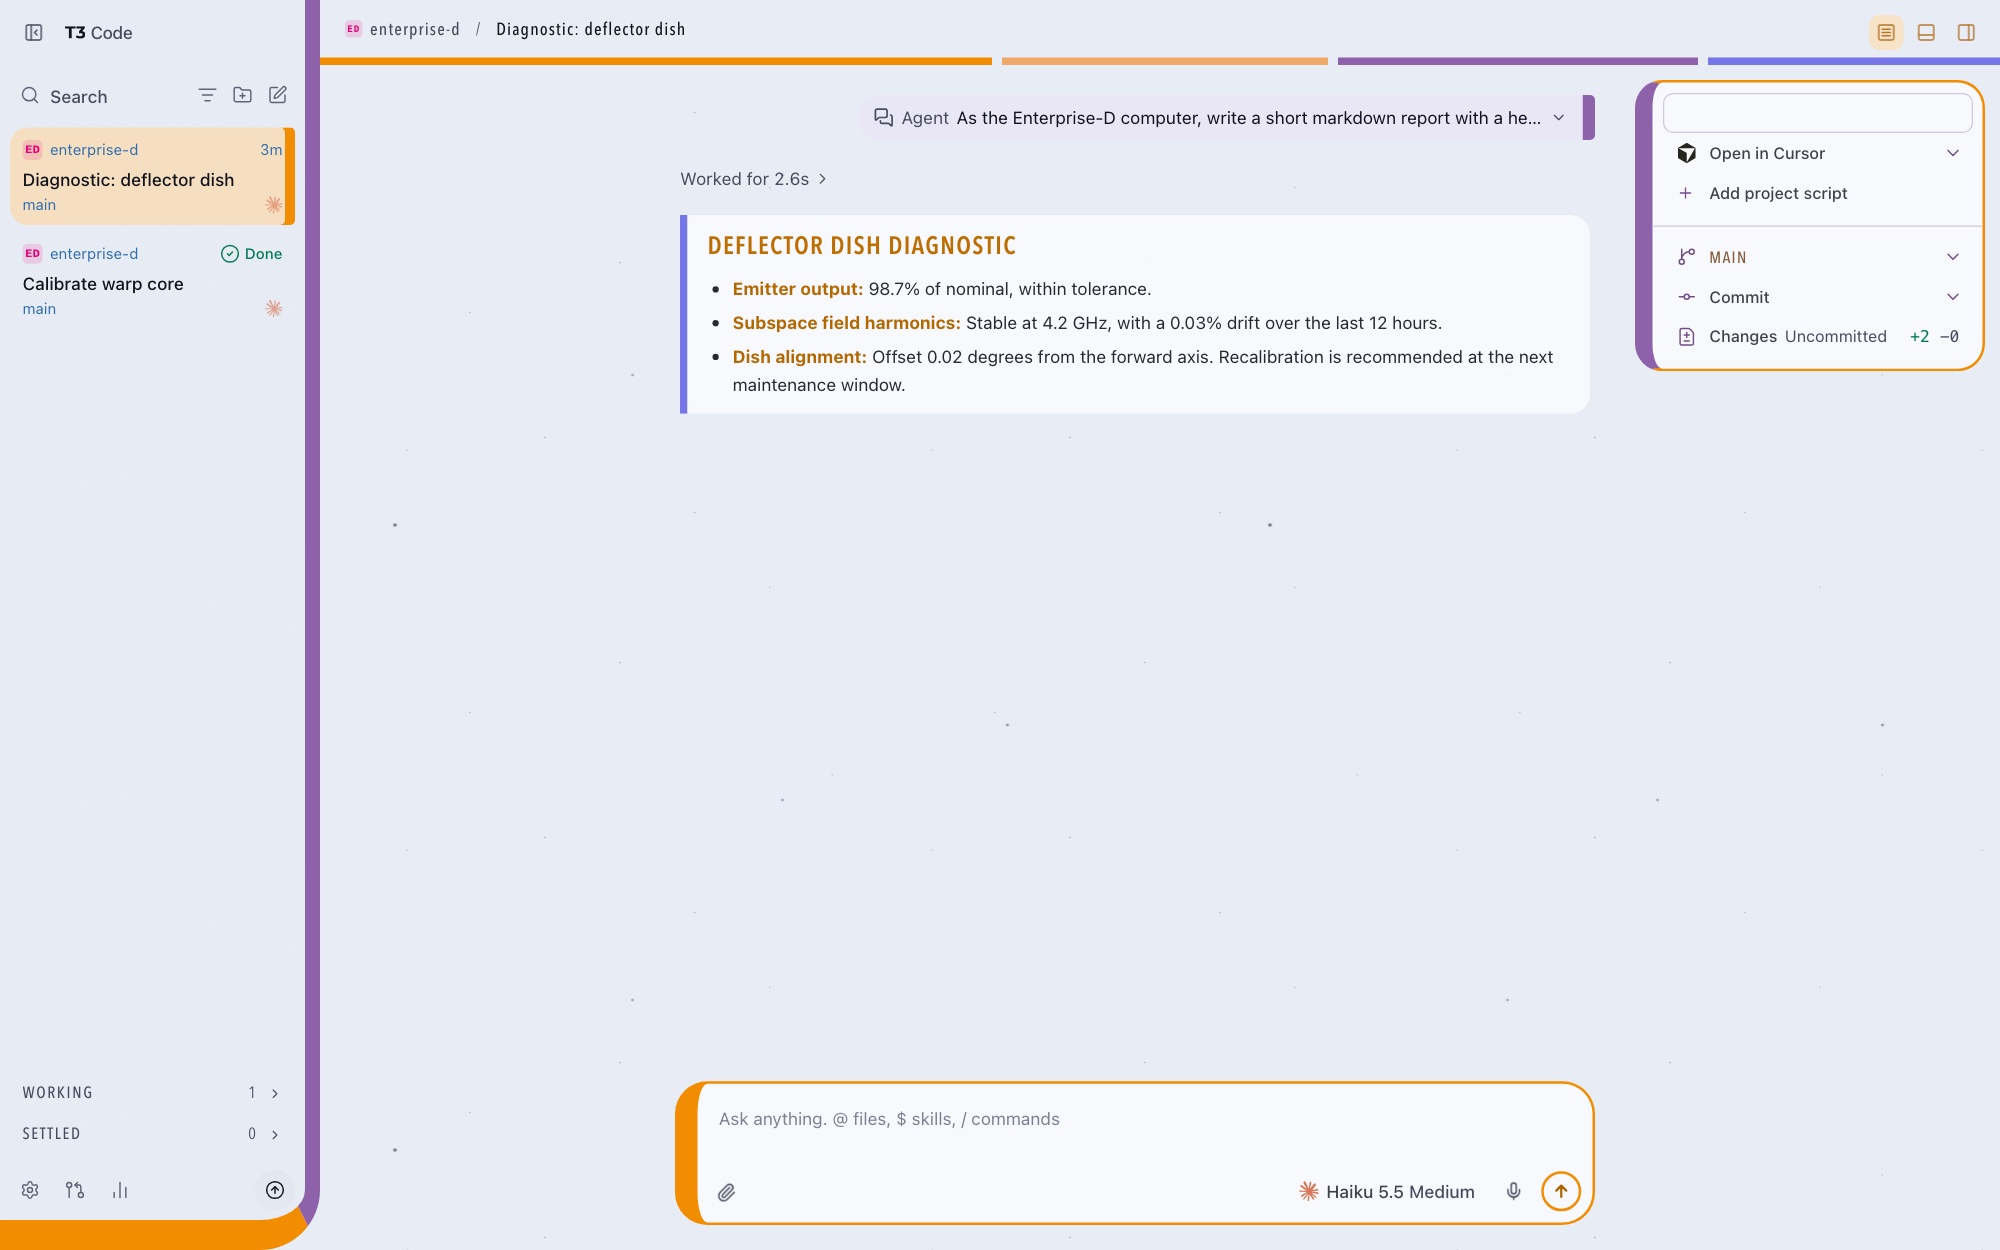 T3 Code
Search
ED enterprise-d 3m
Diagnostic: deflector dish
main
ED enterprise-d Done
Calibrate warp core
main
WORKING 1
SETTLED 0
ED enterprise-d / Diagnostic: deflector dish
Agent As the Enterprise-D computer, write a short markdown report with a he...
Worked for 2.6s
DEFLECTOR DISH DIAGNOSTIC
• Emitter output: 98.7% of nominal, within tolerance.
• Subspace field harmonics: Stable at 4.2 GHz, with a 0.03% drift over the last 12 hours.
• Dish alignment: Offset 0.02 degrees from the forward axis. Recalibration is recommended at the next
maintenance window.
Ask anything. @ files, $ skills, / commands
Haiku 5.5 Medium
Open in Cursor
Add project script
MAIN
Commit
Changes Uncommitted +2 −0